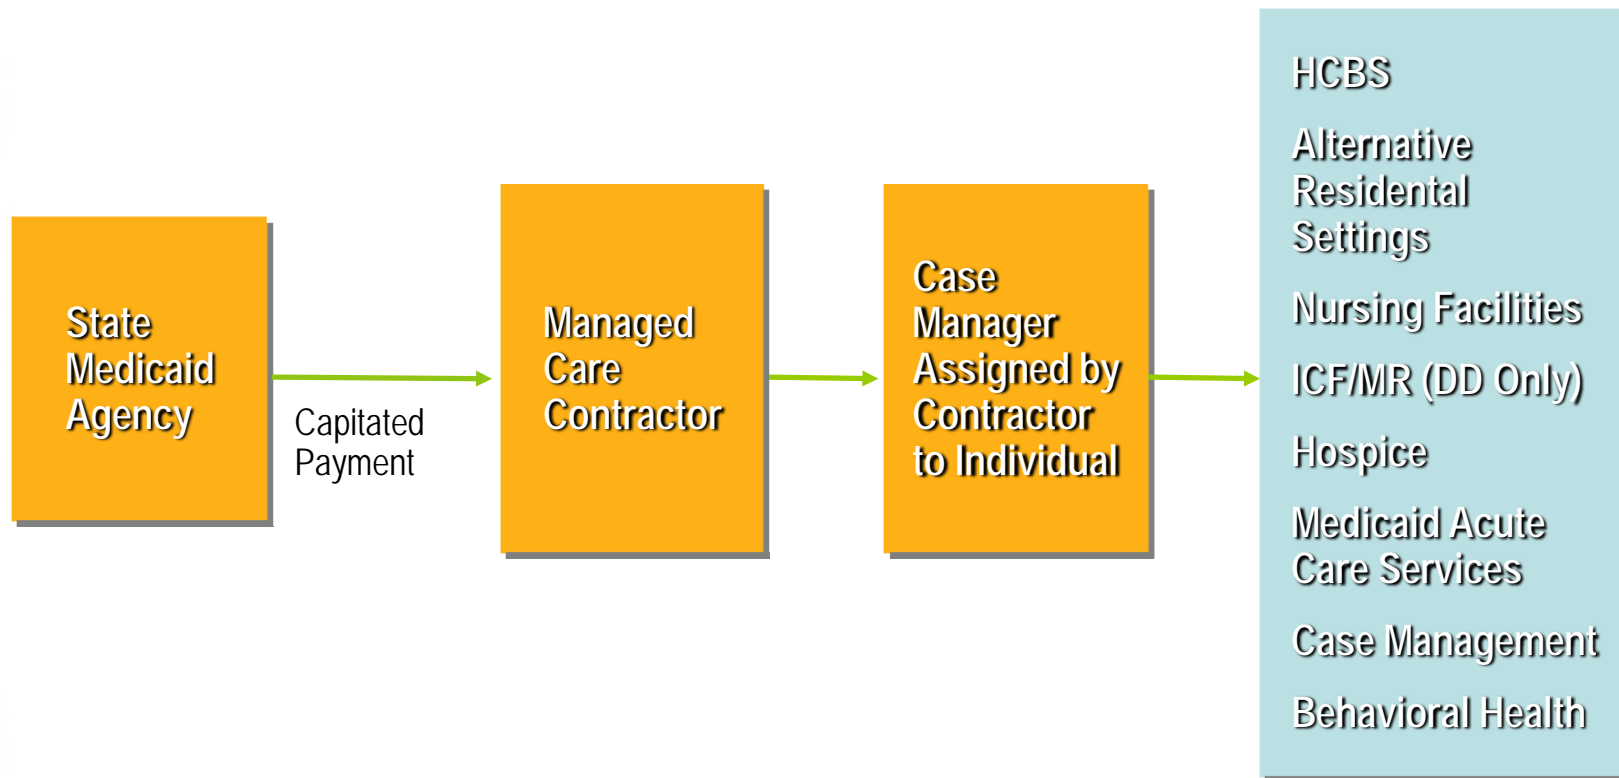 State
Medicaid
Agency
Capitated
Payment
Managed
Care
Contractor
Case
Manager
Assigned by
Contractor
to Individual
HCBS
Alternative
Residental
Settings
Nursing Facilities
ICF/MR (DD Only)
Hospice
Medicaid Acute
Care Services
Case Management
Behavioral Health